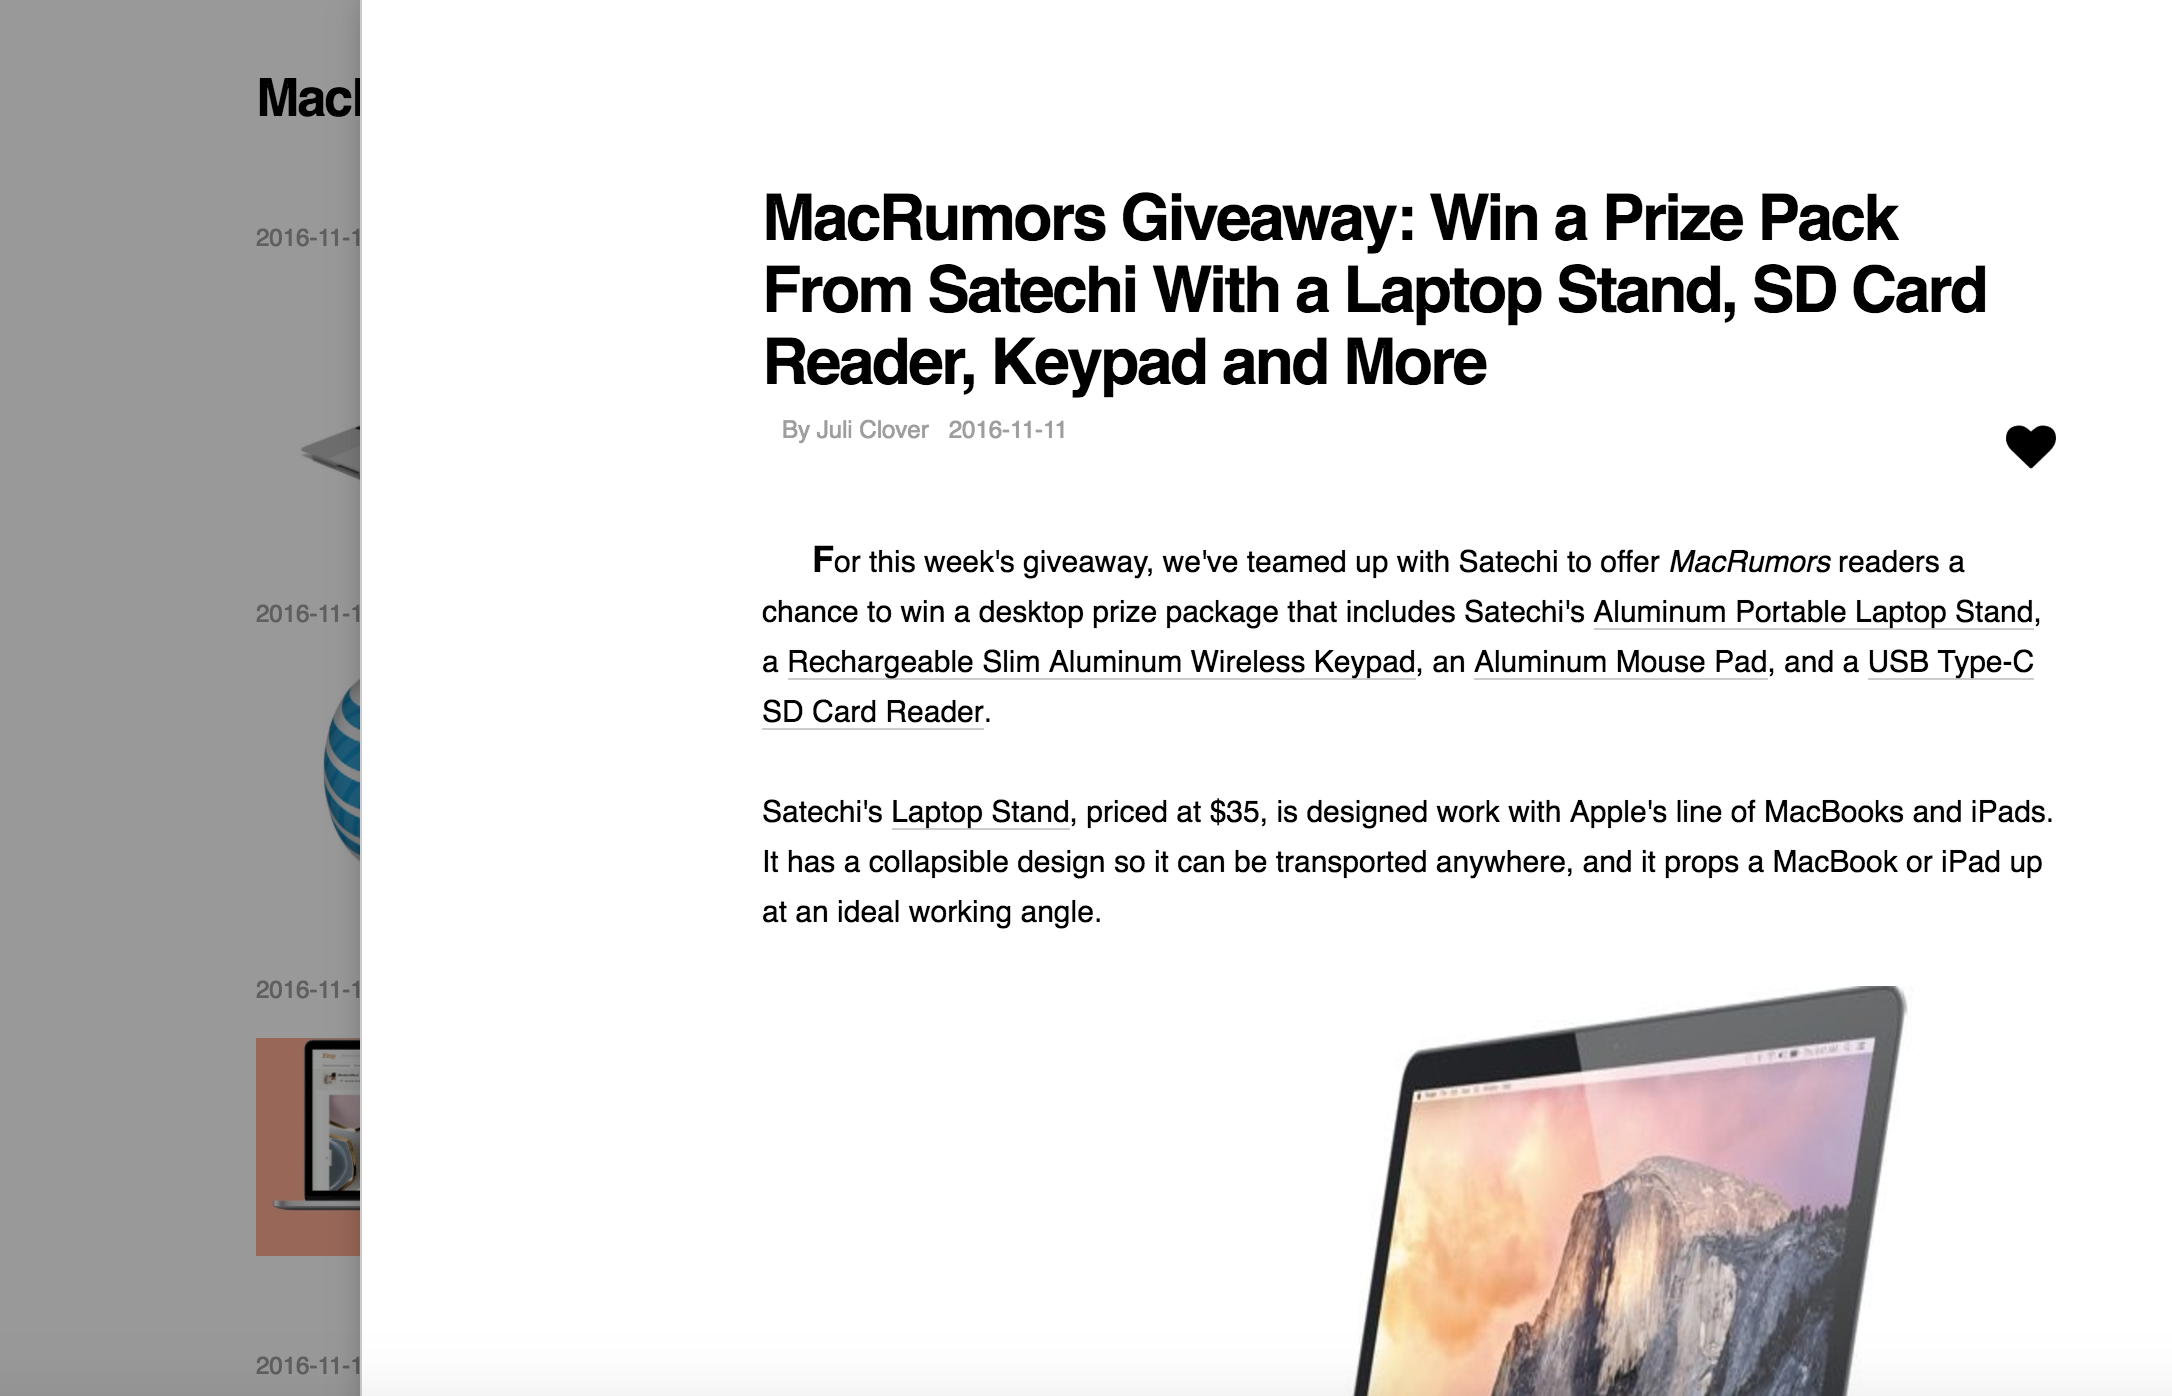 Mac
2016-11-1
2016-11-1
2016-11-1
2016-11-1
MacRumors Giveaway: Win a Prize Pack
From Satechi With a Laptop Stand, SD Card
Reader, Keypad and More
By Juli Clover 2016-11-11
For this week's giveaway, we've teamed up with Satechi to offer MacRumors readers a
chance to win a desktop prize package that includes Satechi's Aluminum Portable Laptop Stand,
a Rechargeable Slim Aluminum Wireless Keypad, an Aluminum Mouse Pad, and a USB Type-C
SD Card Reader.
Satechi's Laptop Stand, priced at $35, is designed work with Apple's line of MacBooks and iPads.
It has a collapsible design so it can be transported anywhere, and it props a MacBook or iPad up
at an ideal working angle.